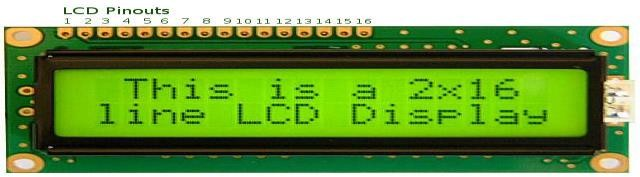 LCD Pinouts
1 2 3 4 5 6 7 8 9 10 11 12 13 14 15 16
This is a 2x16
line LCD Display